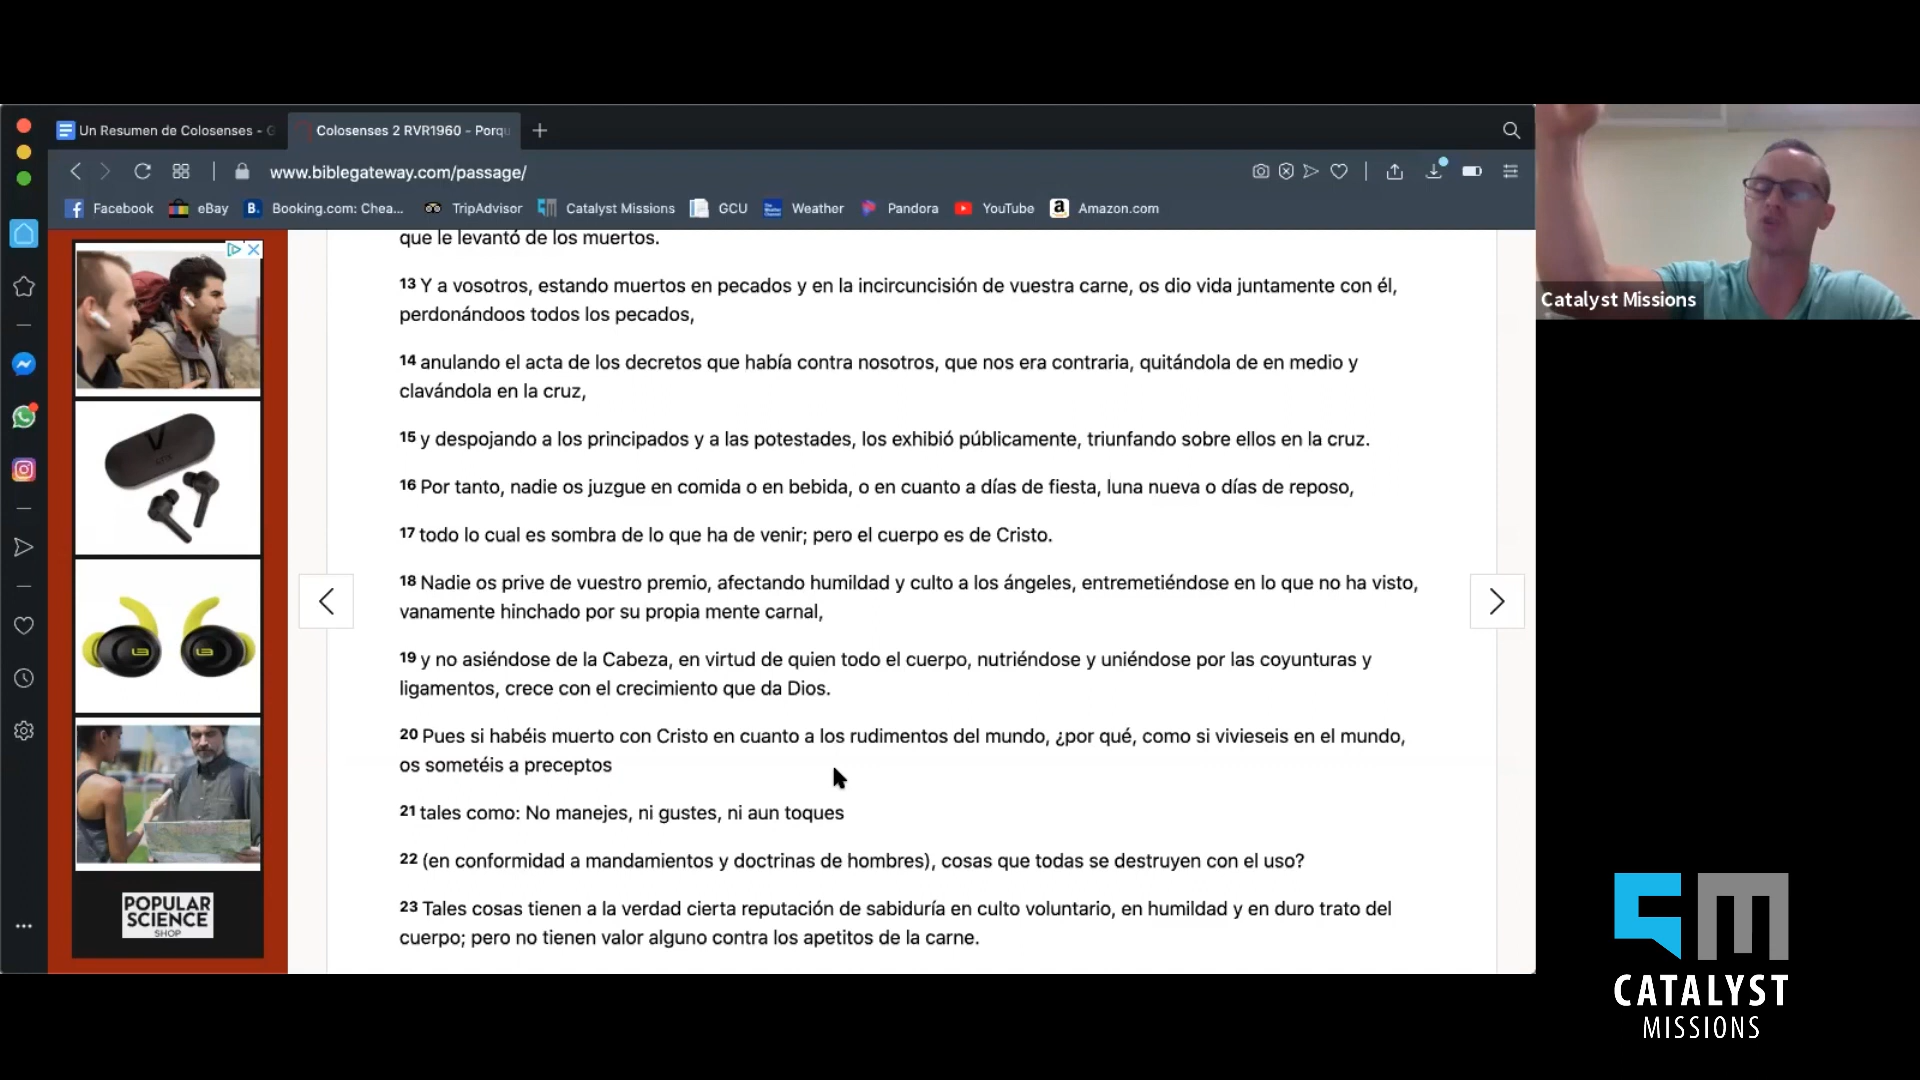 Un Resumen de Colosenses - G
Colosenses 2 RVR1960 - Porqu
www.biblegateway.com/passage/
Facebook eBay Booking.com: Chea... TripAdvisor Catalyst Missions GCU Weather Pandora YouTube Amazon.com
que le levantó de los muertos.
13 Y a vosotros, estando muertos en pecados y en la incircuncisión de vuestra carne, os dio vida juntamente con él,
perdonándoos todos los pecados,
14 anulando el acta de los decretos que había contra nosotros, que nos era contraria, quitándola de en medio y
clavándola en la cruz,
15 y despojando a los principados y a las potestades, los exhibió públicamente, triunfando sobre ellos en la cruz.
16 Por tanto, nadie os juzgue en comida o en bebida, o en cuanto a días de fiesta, luna nueva o días de reposo,
17 todo lo cual es sombra de lo que ha de venir; pero el cuerpo es de Cristo.
18 Nadie os prive de vuestro premio, afectando humildad y culto a los ángeles, entremetiéndose en lo que no ha visto,
vanamente hinchado por su propia mente carnal,
19 y no asiéndose de la Cabeza, en virtud de quien todo el cuerpo, nutriéndose y uniéndose por las coyunturas y
ligamentos, crece con el crecimiento que da Dios.
20 Pues si habéis muerto con Cristo en cuanto a los rudimentos del mundo, ¿por qué, como si vivieseis en el mundo,
os sometéis a preceptos
21 tales como: No manejes, ni gustes, ni aun toques
22 (en conformidad a mandamientos y doctrinas de hombres), cosas que todas se destruyen con el uso?
23 Tales cosas tienen a la verdad cierta reputación de sabiduría en culto voluntario, en humildad y en duro trato del
cuerpo; pero no tienen valor alguno contra los apetitos de la carne.
POPULAR
SCIENCE
SHOP
Catalyst Missions
CATALYST
MISSIONS